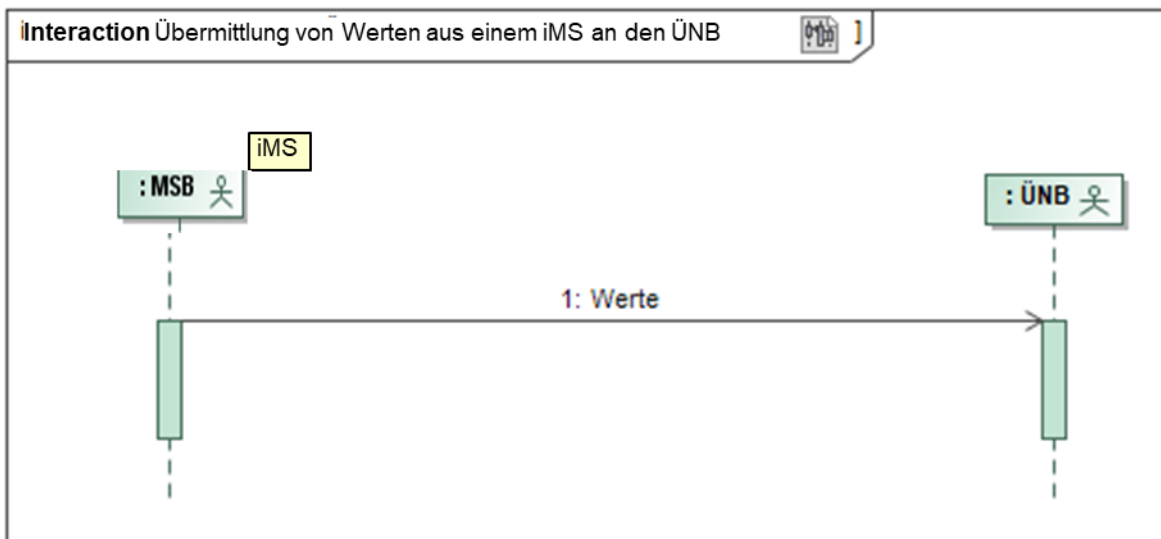 Interaction Übermittlung von Werten aus einem iMS an den ÜNB ]
iMS
: MSB
: ÜNB
1: Werte